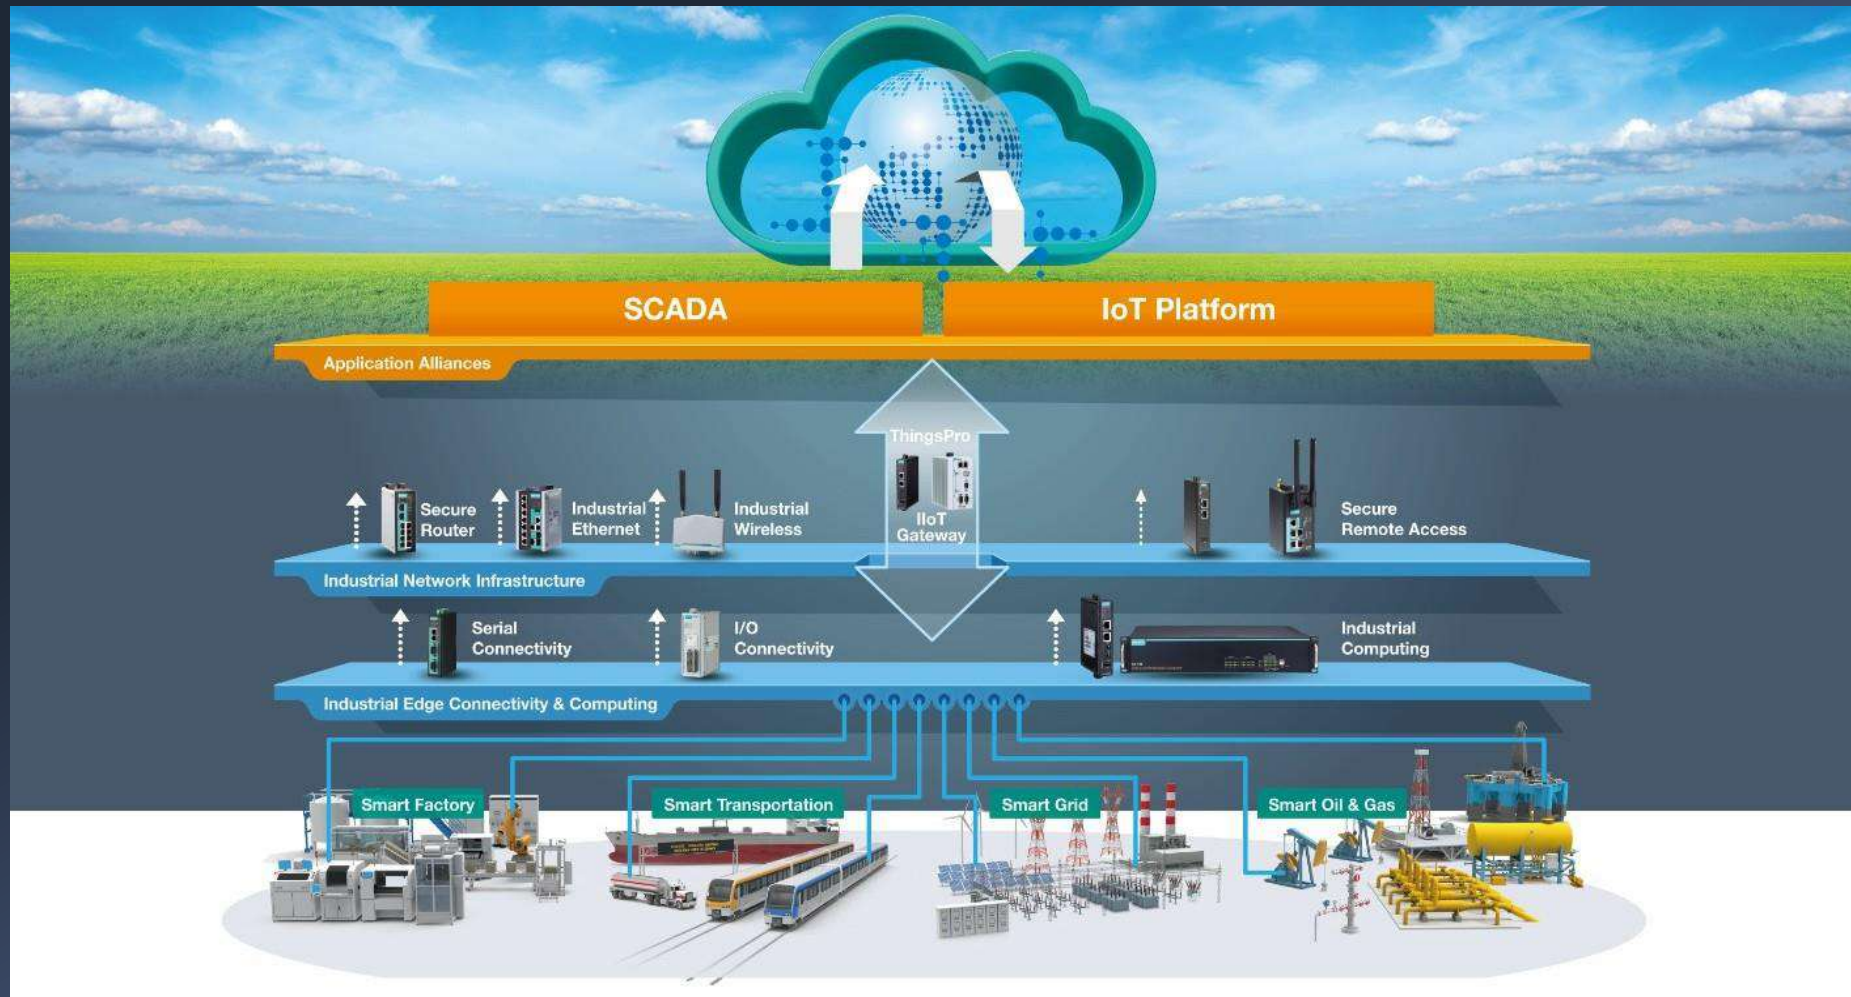 SCADA
IoT Platform
Application Alliances
ThingsPro
IIoT
Gateway
Secure
Router
Industrial
Ethernet
Industrial
Wireless
Secure
Remote Access
Industrial Network Infrastructure
Serial
Connectivity
I/O
Connectivity
Industrial
Computing
Industrial Edge Connectivity & Computing
Smart Factory
Smart Transportation
Smart Grid
Smart Oil & Gas